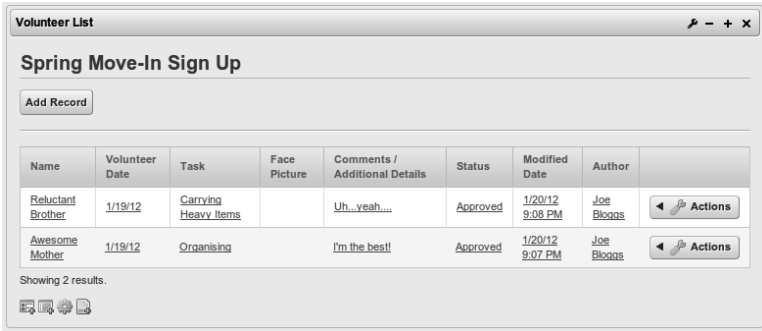 Volunteer List
Spring Move-In Sign Up
Add Record
Name Volunteer Date Task Face Picture Comments / Additional Details Status Modified Date Author
Reluctant Brother 1/19/12 Carrying Heavy Items Uh...yeah.... Approved 1/20/12 9:08 PM Joe Bloggs Actions
Awesome Mother 1/19/12 Organising I'm the best! Approved 1/20/12 9:07 PM Joe Bloggs Actions
Showing 2 results.